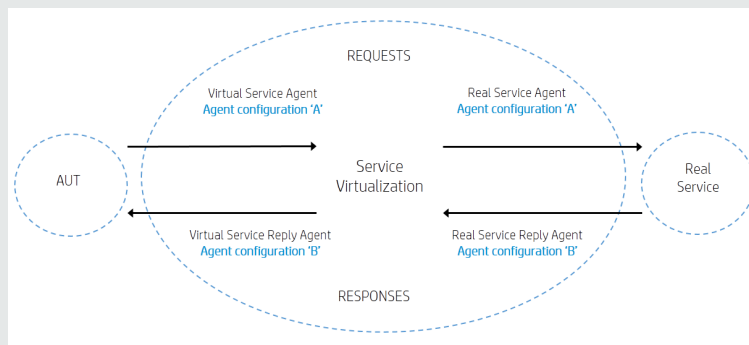 REQUESTS
Virtual Service Agent
Agent configuration 'A'
Real Service Agent
Agent configuration 'A'
AUT
Service
Virtualization
Real
Service
Virtual Service Reply Agent
Agent configuration 'B'
Real Service Reply Agent
Agent configuration 'B'
RESPONSES